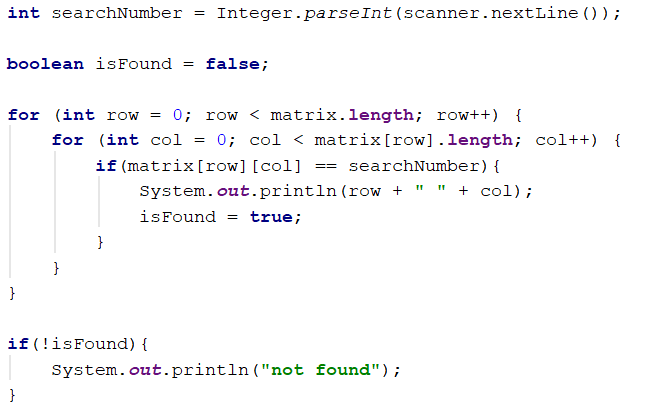 int searchNumber = Integer.parseInt(scanner.nextLine());

boolean isFound = false;

for (int row = 0; row < matrix.length; row++) {
    for (int col = 0; col < matrix[row].length; col++) {
        if(matrix[row][col] == searchNumber){
            System.out.println(row + " " + col);
            isFound = true;
        }
    }
}

if(!isFound){
    System.out.println("not found");
}